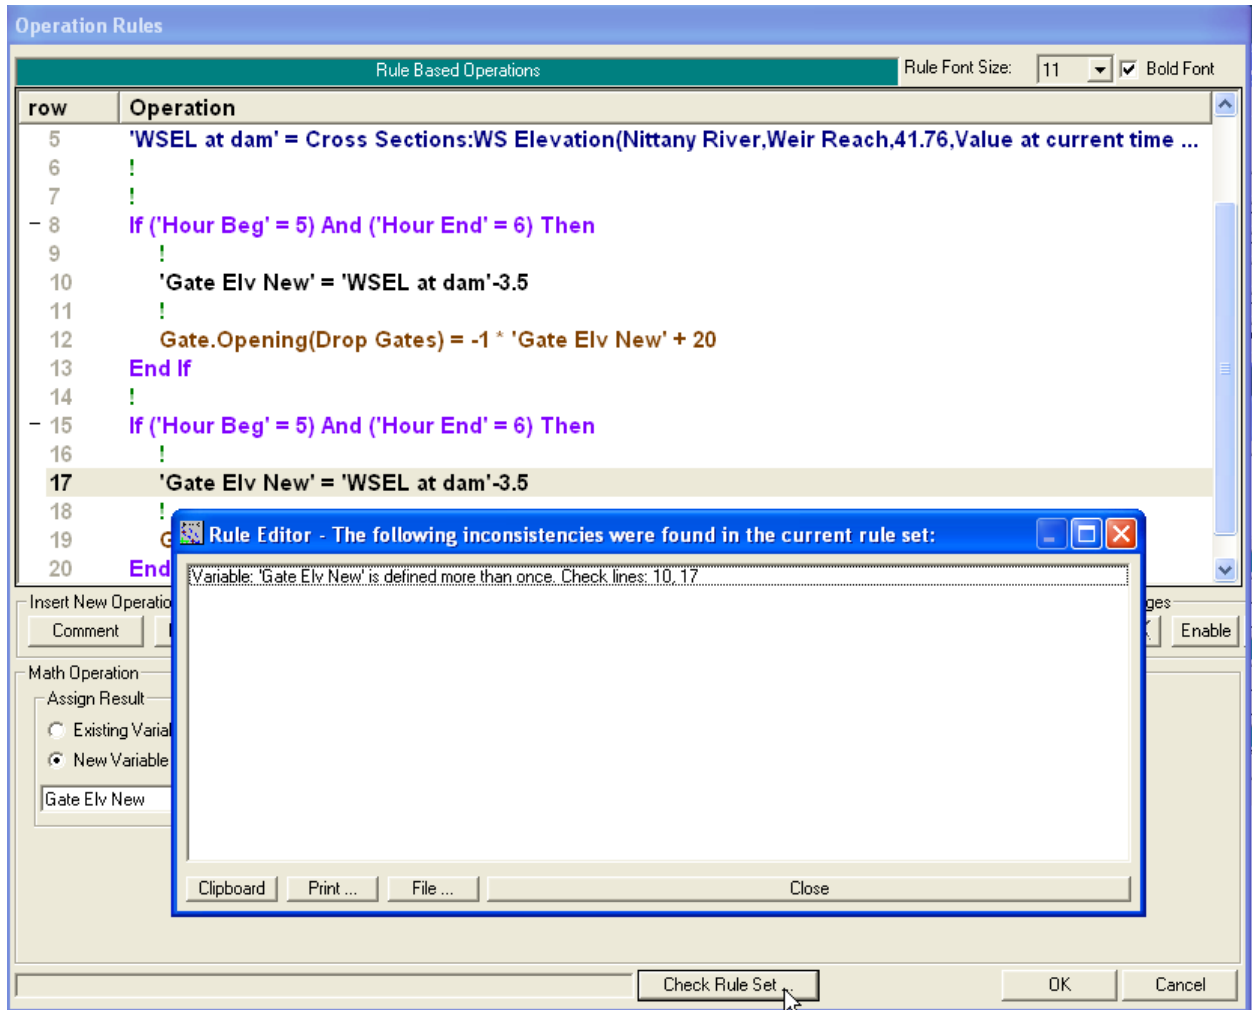 Operation Rules
Rule Based Operations
Rule Font Size: 11 Bold Font
row Operation
5 'WSEL at dam' = Cross Sections:WS Elevation(Nittany River,Weir Reach,41.76,Value at current time ...
6 !
7 !
− 8 If ('Hour Beg' = 5) And ('Hour End' = 6) Then
9 !
10 'Gate Elv New' = 'WSEL at dam'-3.5
11 !
12 Gate.Opening(Drop Gates) = -1 * 'Gate Elv New' + 20
13 End If
14 !
− 15 If ('Hour Beg' = 5) And ('Hour End' = 6) Then
16 !
17 'Gate Elv New' = 'WSEL at dam'-3.5
18 !
19 G
20 End
Rule Editor - The following inconsistencies were found in the current rule set:
Variable: 'Gate Elv New' is defined more than once. Check lines: 10, 17
Clipboard Print ... File ... Close
Insert New Operatio
ges
Comment
Enable
Math Operation
Assign Result
Existing Varial
New Variable
Gate Elv New
Check Rule Set ... OK Cancel